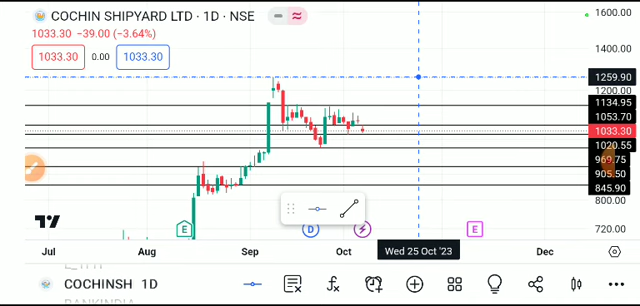 COCHIN SHIPYARD LTD · 1D · NSE
1033.30 −39.00 (−3.64%)
1033.30 0.00 1033.30
1600.00
1400.00
1259.90
1200.00
1134.95
1053.70
1033.30
1020.55
969.75
905.50
845.90
800.00
720.00
E D E
Jul Aug Sep Oct Wed 25 Oct '23 Dec
COCHINSH 1D
BANKINDIA